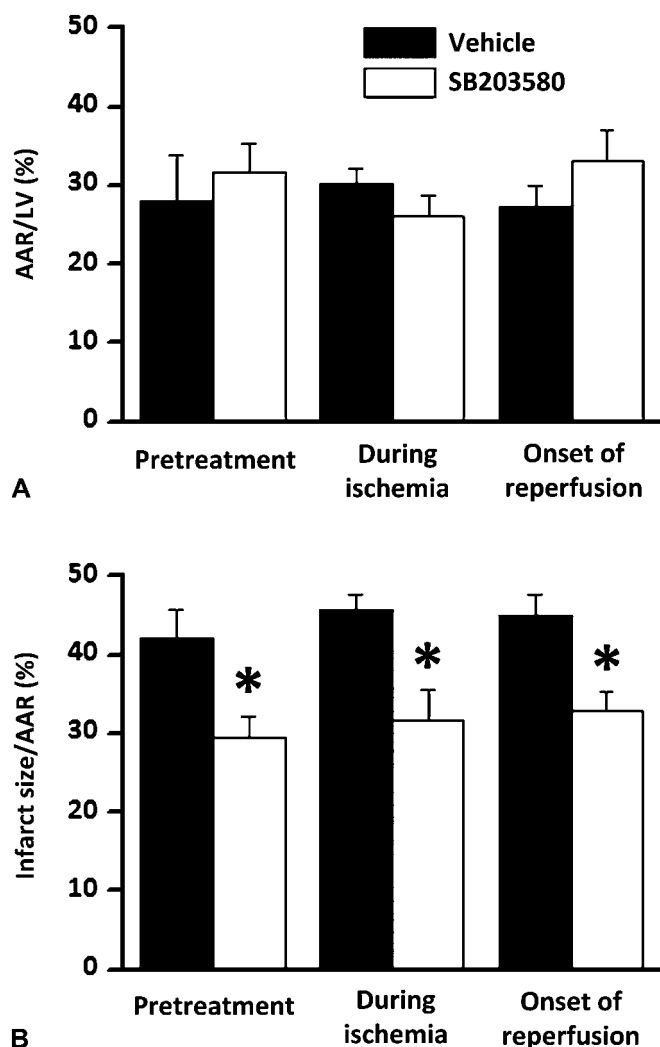 50
40
30
20
10
0
AAR/LV (%)
Vehicle
SB203580
Pretreatment
During
ischemia
Onset of
reperfusion
A
50
40
30
20
10
0
Infarct size/AAR (%)
*
*
*
Pretreatment
During
ischemia
Onset of
reperfusion
B